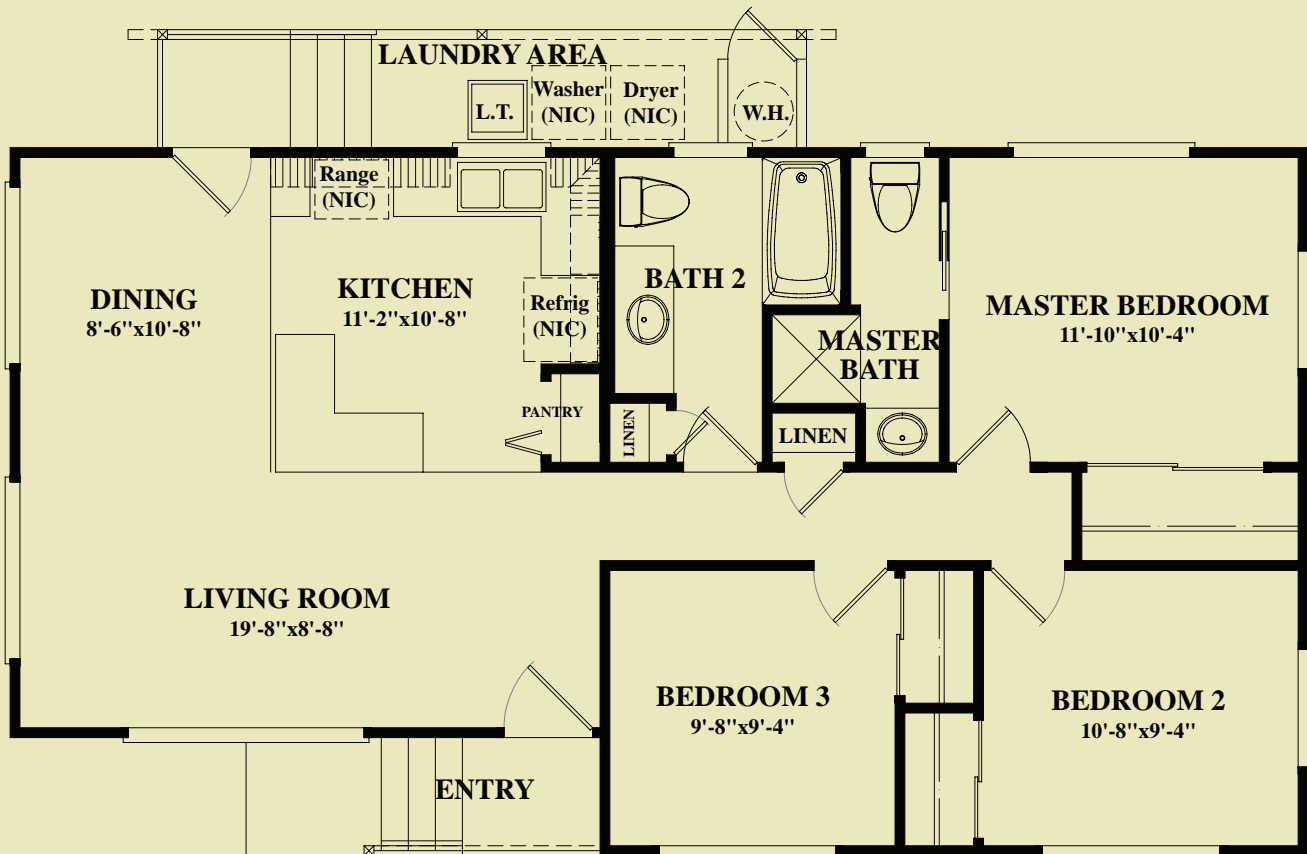 LAUNDRY AREA
Washer
(NIC)
Dryer
(NIC)
L.T.
W.H.
Range
(NIC)
DINING
8'-6"x10'-8"
KITCHEN
11'-2"x10'-8"
Refrig
(NIC)
BATH 2
MASTER
BATH
MASTER BEDROOM
11'-10"x10'-4"
PANTRY
LINEN
LINEN
LIVING ROOM
19'-8"x8'-8"
BEDROOM 3
9'-8"x9'-4"
BEDROOM 2
10'-8"x9'-4"
ENTRY